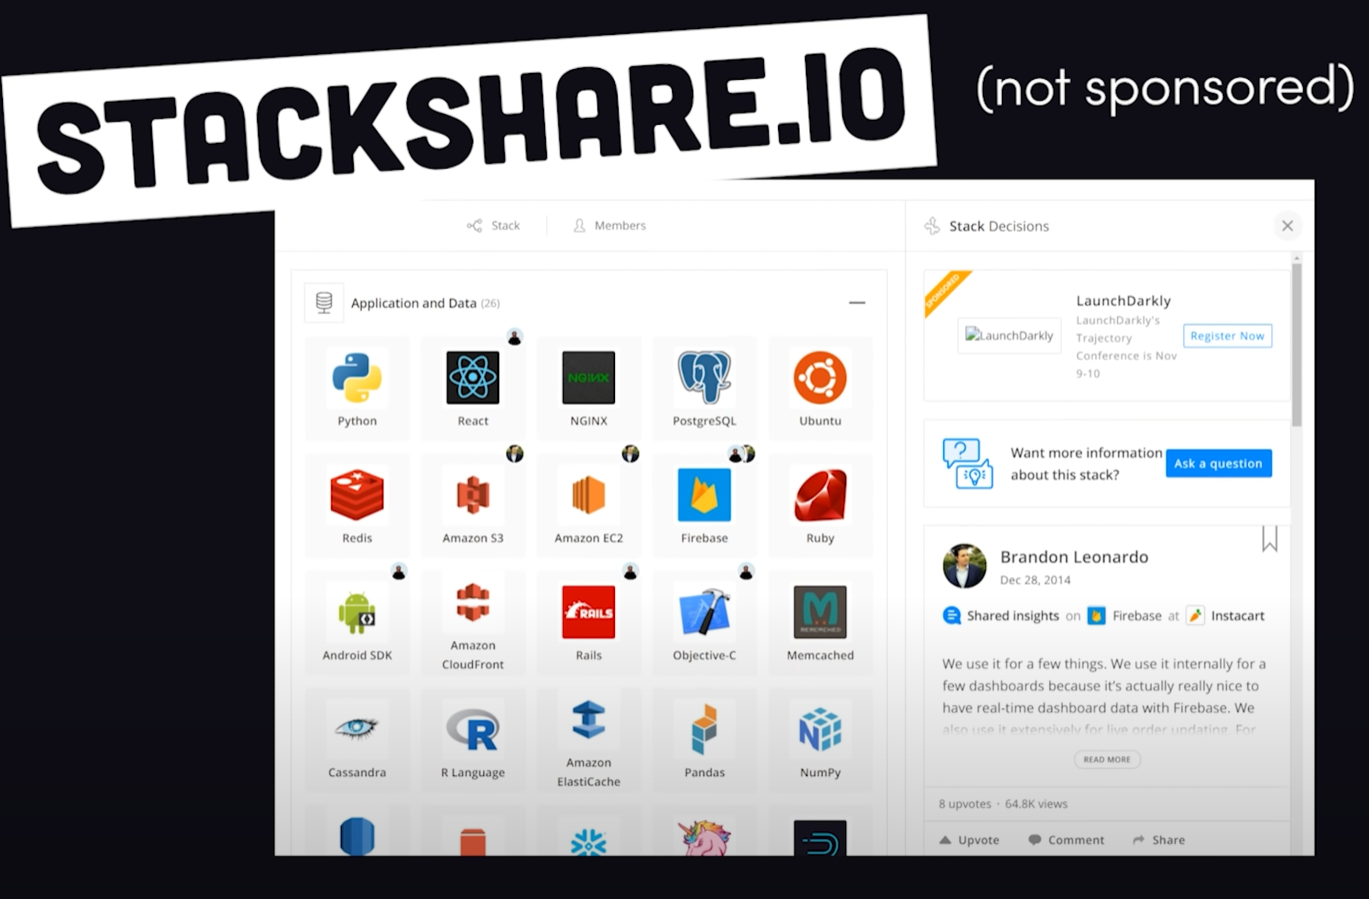 STACKSHARE.IO
(not sponsored)
Stack
Members
Stack Decisions
Application and Data (26)
Python
React
NGINX
NGINX
PostgreSQL
Ubuntu
Redis
Amazon S3
Amazon EC2
Firebase
Ruby
Android SDK
Amazon
CloudFront
RAILS
Rails
Objective-C
MEMCACHED
Memcached
Cassandra
R
R Language
Amazon
ElastiCache
Pandas
NumPy
SPONSORED
LaunchDarkly
LaunchDarkly
LaunchDarkly's
Trajectory
Conference is Nov
9-10
Register Now
Want more information
about this stack?
Ask a question
Brandon Leonardo
Dec 28, 2014
Shared insights on Firebase at Instacart
We use it for a few things. We use it internally for a
few dashboards because it's actually really nice to
have real-time dashboard data with Firebase. We
also use it extensively for live order updating. For
READ MORE
8 upvotes · 64.8K views
Upvote
Comment
Share